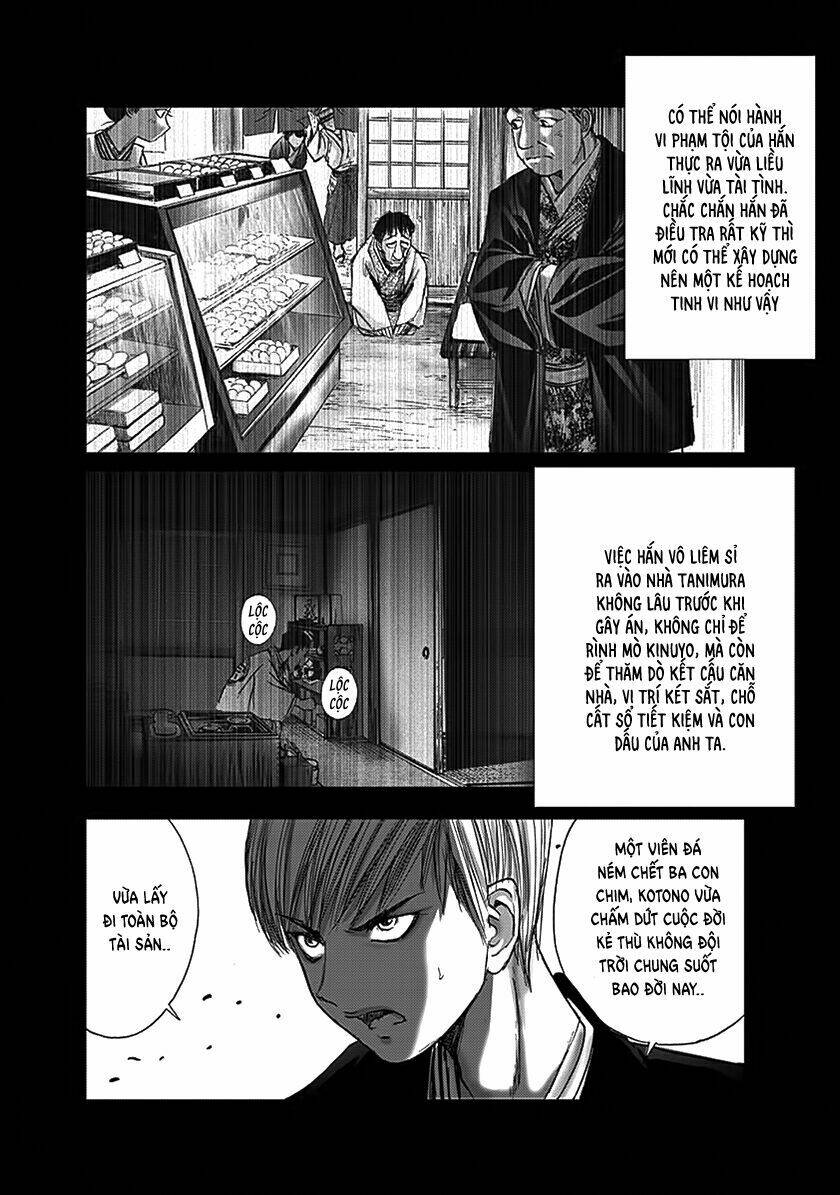 CÓ THỂ NÓI HÀNH
VI PHẠM TỘI CỦA HẮN
THỰC RA VỪA LIỀU
LĨNH VỪA TÀI TÌNH.
CHẮC CHẮN HẮN ĐÃ
ĐIỀU TRA RẤT KỸ THÌ
MỚI CÓ THỂ XÂY DỰNG
NÊN MỘT KẾ HOẠCH
TINH VI NHƯ VẬY
VIỆC HẮN VÔ LIÊM SỈ
RA VÀO NHÀ TANIMURA
KHÔNG LÂU TRƯỚC KHI
GÂY ÁN, KHÔNG CHỈ ĐỂ
RÌNH MÒ KINUYO, MÀ CÒN
ĐỂ THĂM DÒ KẾT CẤU CĂN
NHÀ, VỊ TRÍ KÉT SẮT, CHỖ
CẤT SỔ TIẾT KIỆM VÀ CON
DẤU CỦA ANH TA.
LỘC
CỘC
LỘC
CỘC
MỘT VIÊN ĐÁ
NÉM CHẾT BA CON
CHIM, KOTONO VỪA
CHẤM DỨT CUỘC ĐỜI
KẺ THÙ KHÔNG ĐỘI
TRỜI CHUNG SUỐT
BAO ĐỜI NAY..
VỪA LẤY
ĐI TOÀN BỘ
TÀI SẢN..